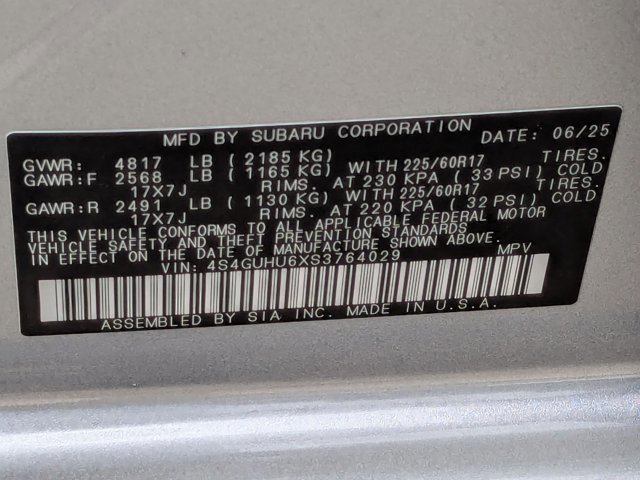 MFD BY SUBARU CORPORATION DATE: 06/25
GVWR: 4817 LB (2185 KG) TIRES.
GAWR:F 2568 LB (1165 KG) WITH 225/60R17
17X7J RIMS. AT 230 KPA (33 PSI) COLD
GAWR:R 2491 LB (1130 KG) WITH 225/60R17 TIRES.
17X7J RIMS. AT 220 KPA (32 PSI) COLD
THIS VEHICLE CONFORMS TO ALL APPLICABLE FEDERAL MOTOR
VEHICLE SAFETY AND THEFT PREVENTION STANDARDS
IN EFFECT ON THE DATE OF MANUFACTURE SHOWN ABOVE.
VIN: 4S4GUHU6XS3764029 MPV
ASSEMBLED BY SIA INC. MADE IN U.S.A.